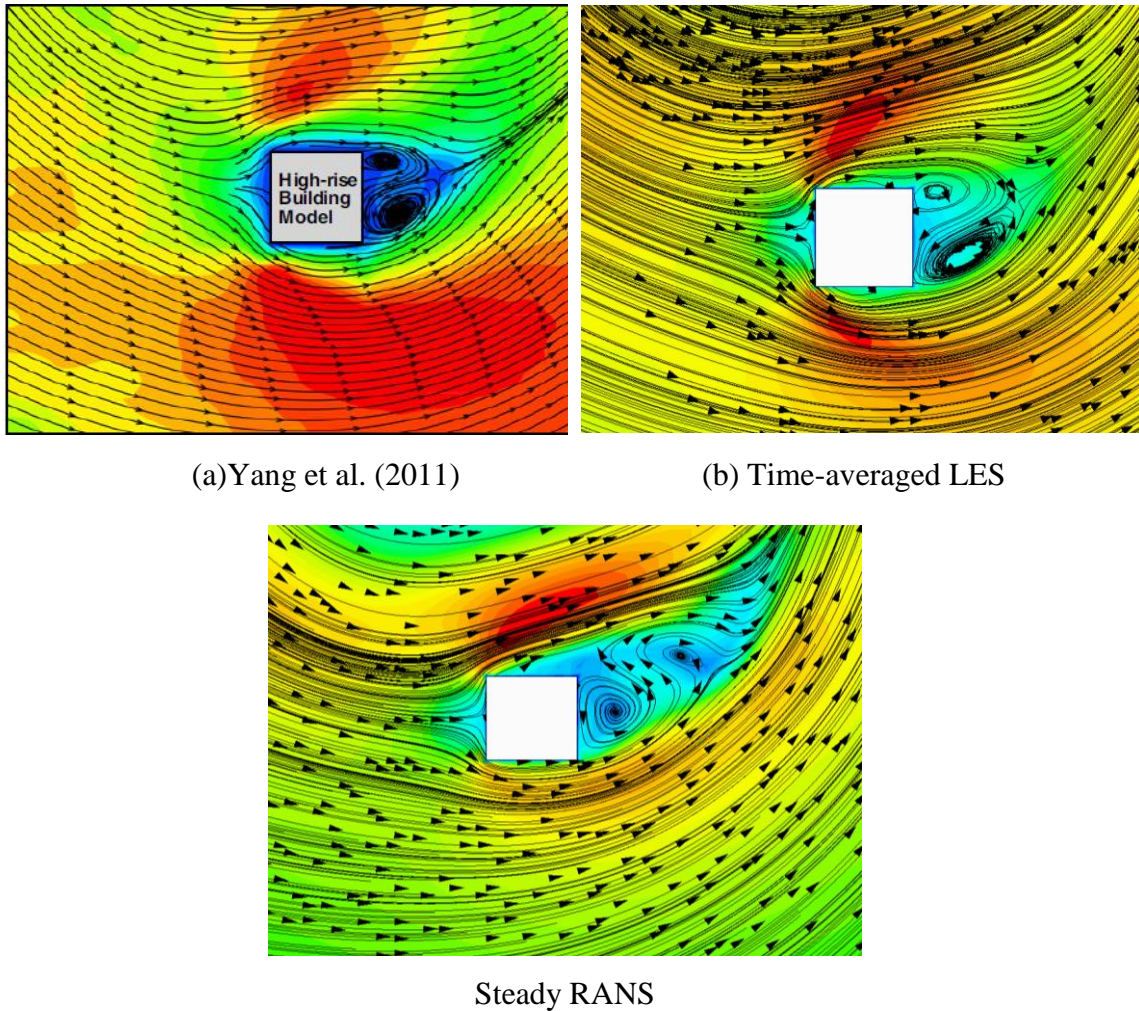 High-rise
Building
Model
(a)Yang et al. (2011)
(b) Time-averaged LES
Steady RANS